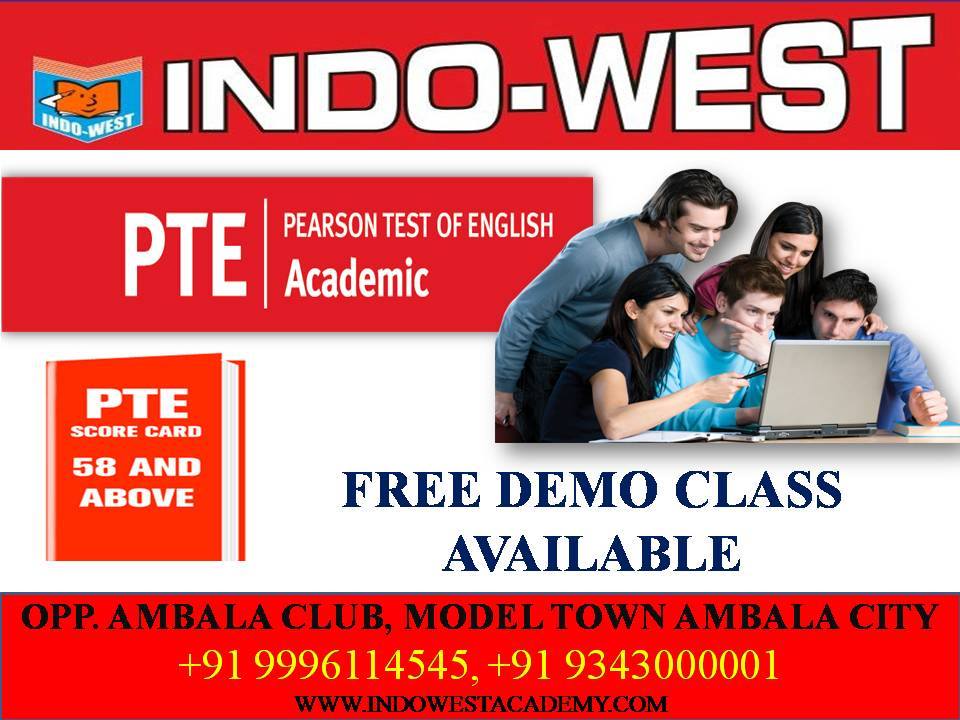 INDO-WEST
INDO-WEST
PTE
PEARSON TEST OF ENGLISH
Academic
PTE
SCORE CARD
58 AND
ABOVE
FREE DEMO CLASS
AVAILABLE
OPP. AMBALA CLUB, MODEL TOWN AMBALA CITY
+91 9996114545, +91 9343000001
WWW.INDOWESTACADEMY.COM